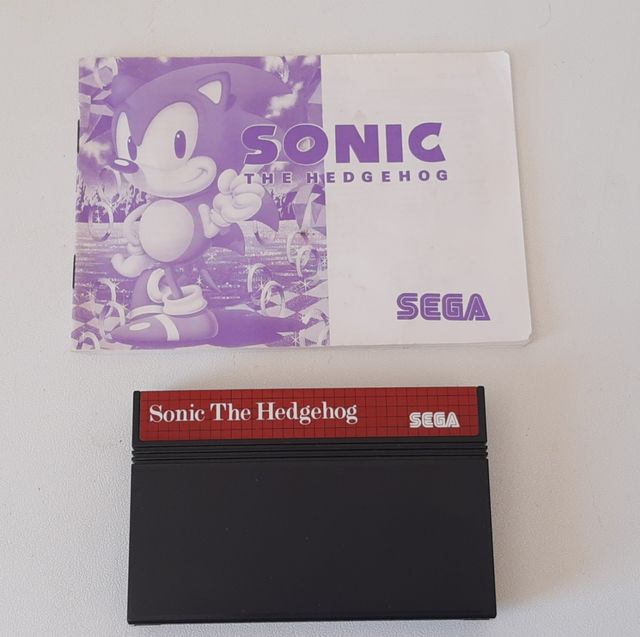 SONIC
THE HEDGEHOG
SEGA
Sonic The Hedgehog
SEGA